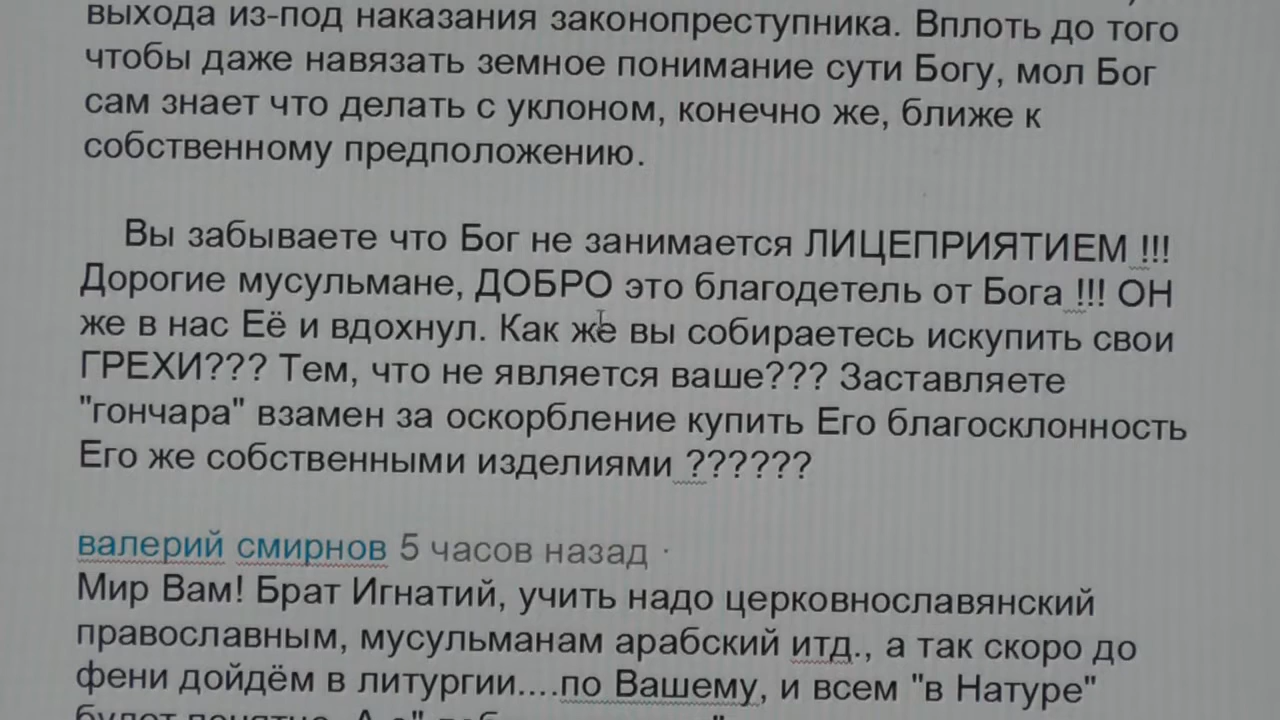 выхода из-под наказания законопреступника. Вплоть до того
чтобы даже навязать земное понимание сути Богу, мол Бог
сам знает что делать с уклоном, конечно же, ближе к
собственному предположению.
Вы забываете что Бог не занимается ЛИЦЕПРИЯТИЕМ !!!
Дорогие мусульмане, ДОБРО это благодетель от Бога !!! ОН
же в нас Её и вдохнул. Как же вы собираетесь искупить свои
ГРЕХИ??? Тем, что не является ваше??? Заставляете
"гончара" взамен за оскорбление купить Его благосклонность
Его же собственными изделиями ??????
валерий смирнов 5 часов назад ·
Мир Вам! Брат Игнатий, учить надо церковнославянский
православным, мусульманам арабский итд., а так скоро до
фени дойдём в литургии....по Вашему, и всем "в Натуре"